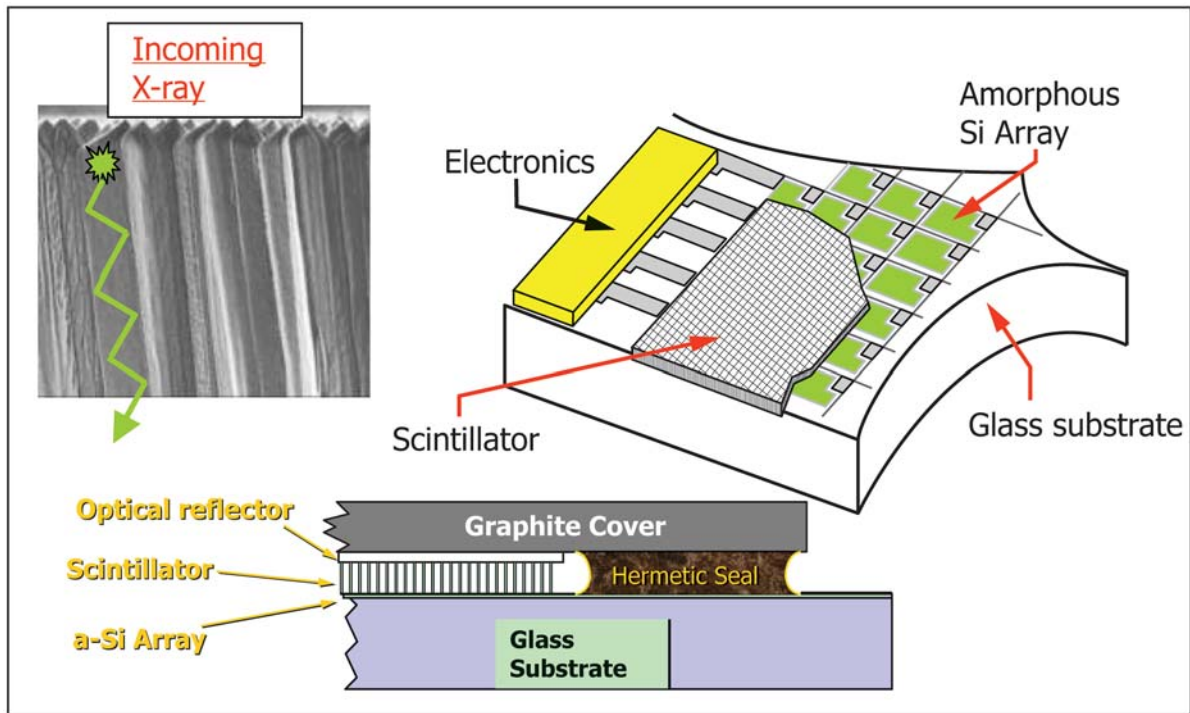 Incoming
X-ray
Electronics
Amorphous
Si Array
Scintillator
Glass substrate
Optical reflector
Graphite Cover
Scintillator
Hermetic Seal
a-Si Array
Glass
Substrate